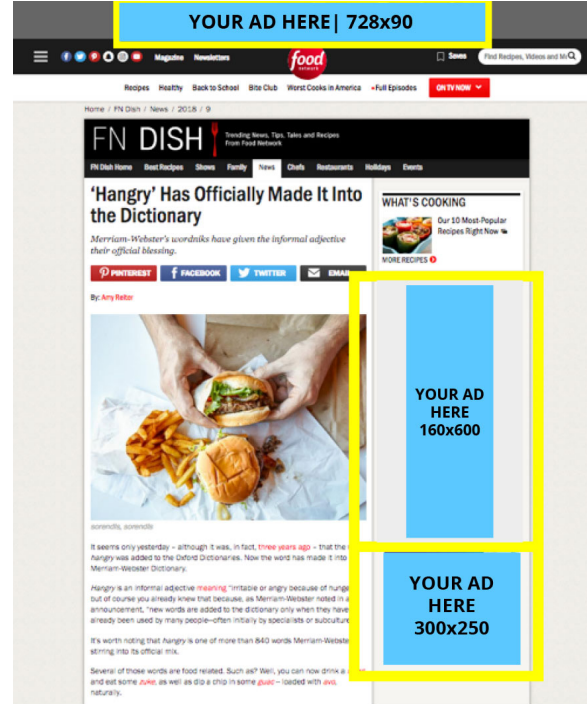 YOUR AD HERE| 728x90
Magazine Newsletters
food
network
Saves
Find Recipes, Videos and Mo
Recipes Healthy Back to School Bite Club Worst Cooks in America •Full Episodes ON TV NOW
Home / FN Dish / News / 2018 / 9
FN DISH
Trending News, Tips, Tales and Recipes
From Food Network
FN Dish Home Best Recipes Shows Family News Chefs Restaurants Holidays Events
‘Hangry’ Has Officially Made It Into
the Dictionary
Merriam-Webster's wordniks have given the informal adjective
their official blessing.
PINTEREST FACEBOOK TWITTER EMAIL
By: Amy Reiter
sorendls, sorendls
It seems only yesterday – although it was, in fact, three years ago – that the
hangry was added to the Oxford Dictionaries. Now the word has made it into
Merriam-Webster Dictionary.
Hangry is an informal adjective meaning "irritable or angry because of hunge
out of course you already knew that because, as Merriam-Webster noted in a
announcement, "new words are added to the dictionary only when they have
already been used by many people–often initially by specialists or subculture
It's worth noting that hangry is one of more than 840 words Merriam-Webste
stirring into its official mix.
Several of those words are food related. Such as? Well, you can now drink a
and eat some zuke, as well as dip a chip in some guac – loaded with avo,
naturally.
WHAT'S COOKING
Our 10 Most-Popular
Recipes Right Now
MORE RECIPES
YOUR AD
HERE
160x600
YOUR AD
HERE
300x250